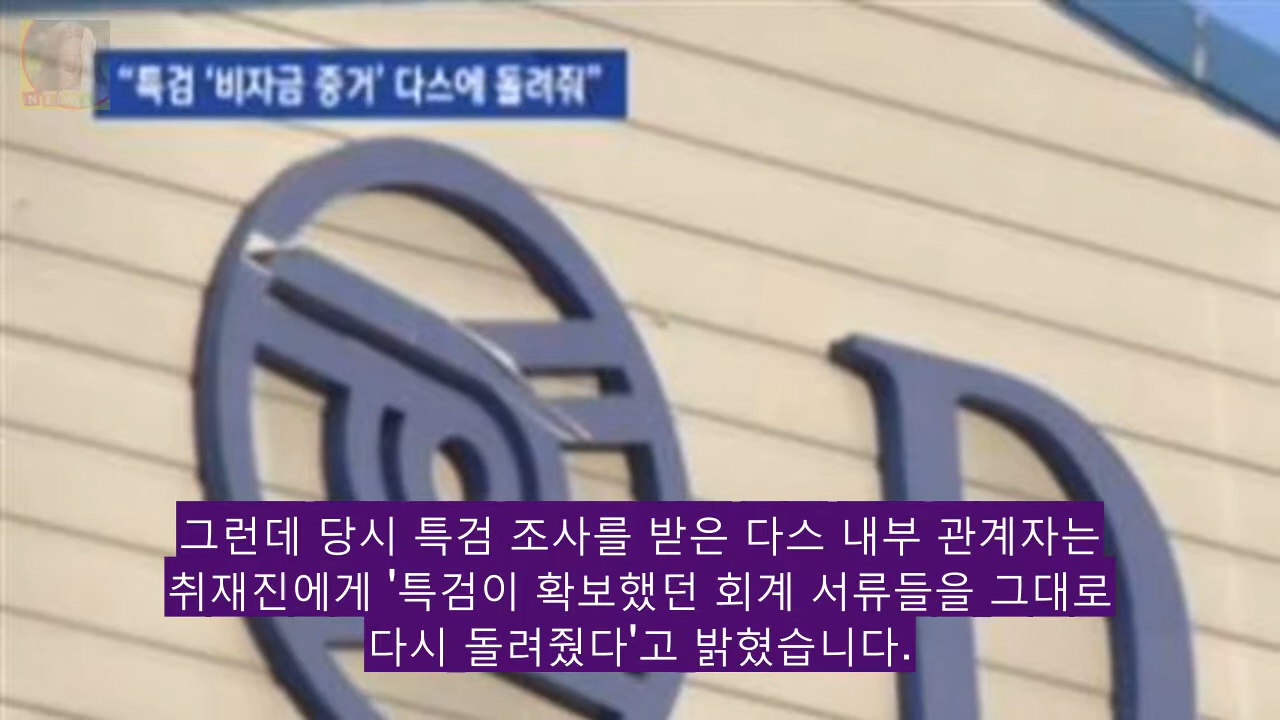 “특검 ‘비자금 증거’ 다스에 돌려줘”
D
그런데 당시 특검 조사를 받은 다스 내부 관계자는
취재진에게 '특검이 확보했던 회계 서류들을 그대로
다시 돌려줬다'고 밝혔습니다.